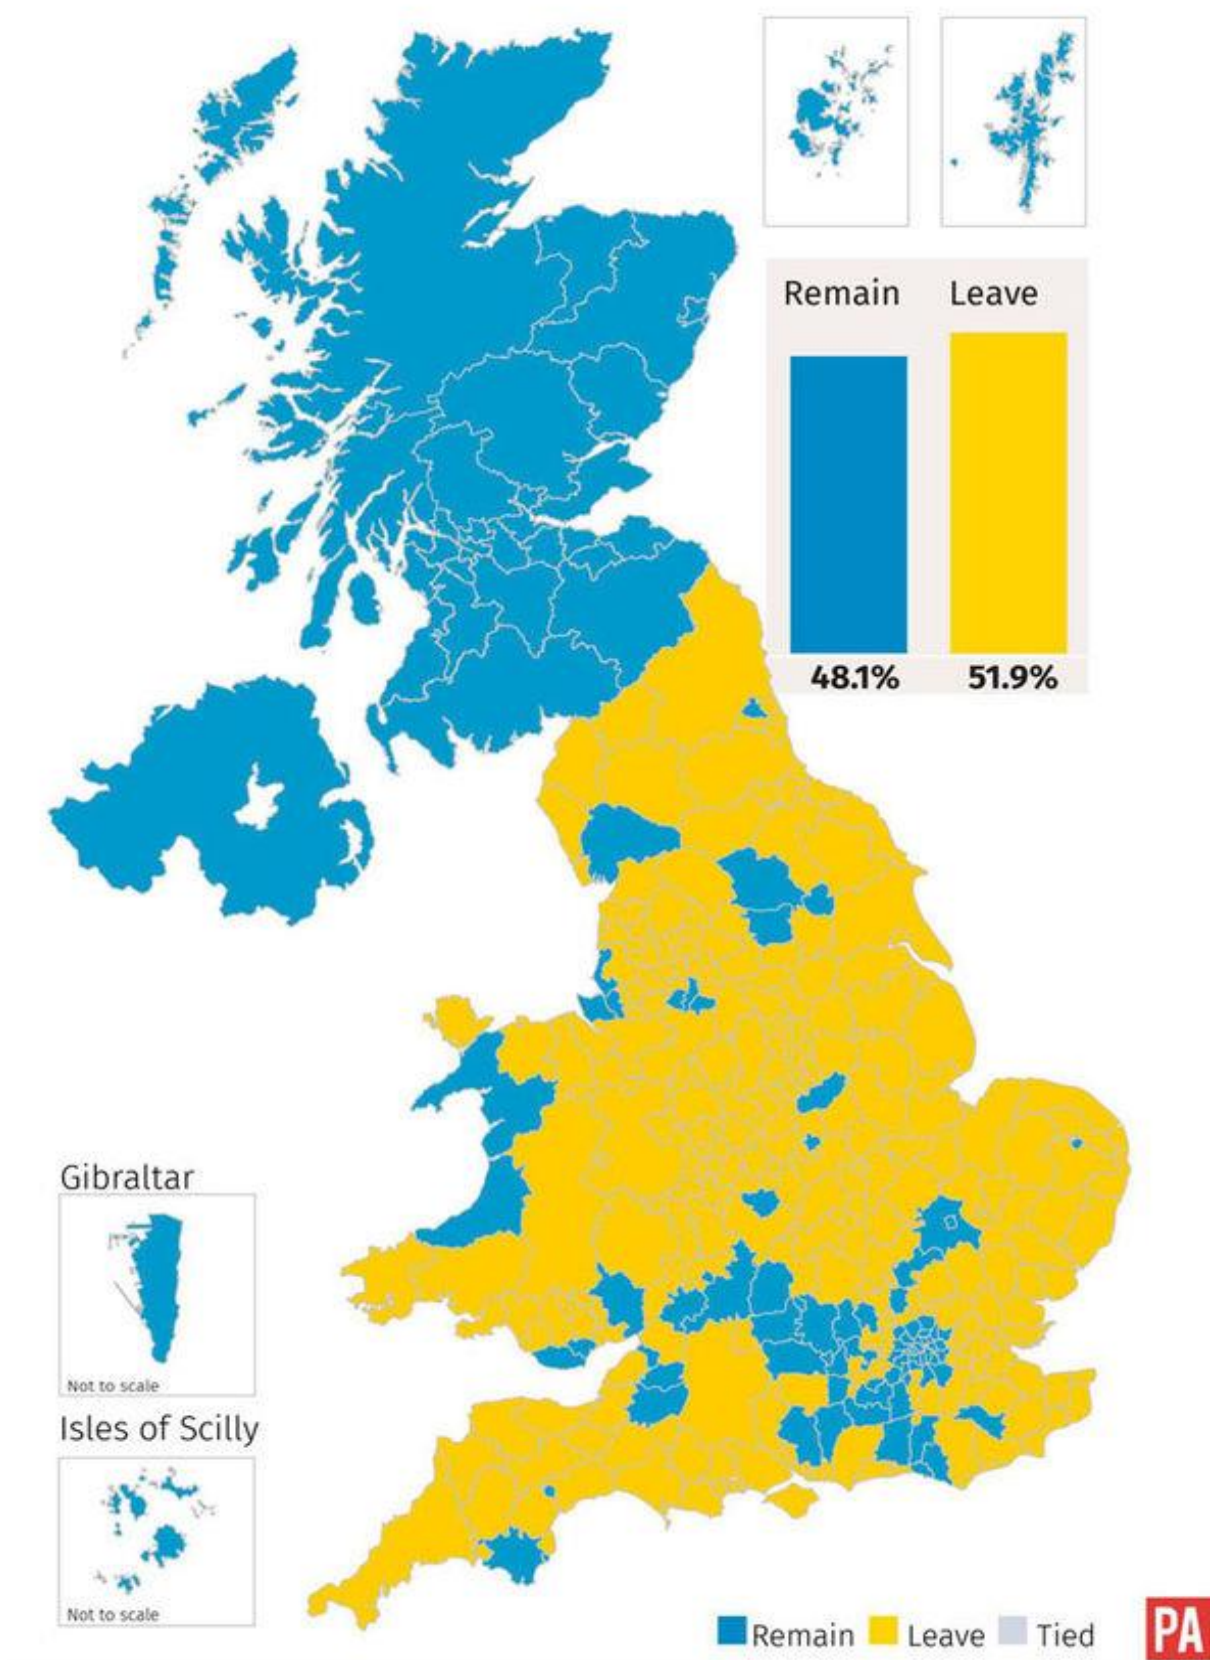 Remain Leave
48.1% 51.9%
Gibraltar
Not to scale
Isles of Scilly
Not to scale
Remain Leave Tied
PA